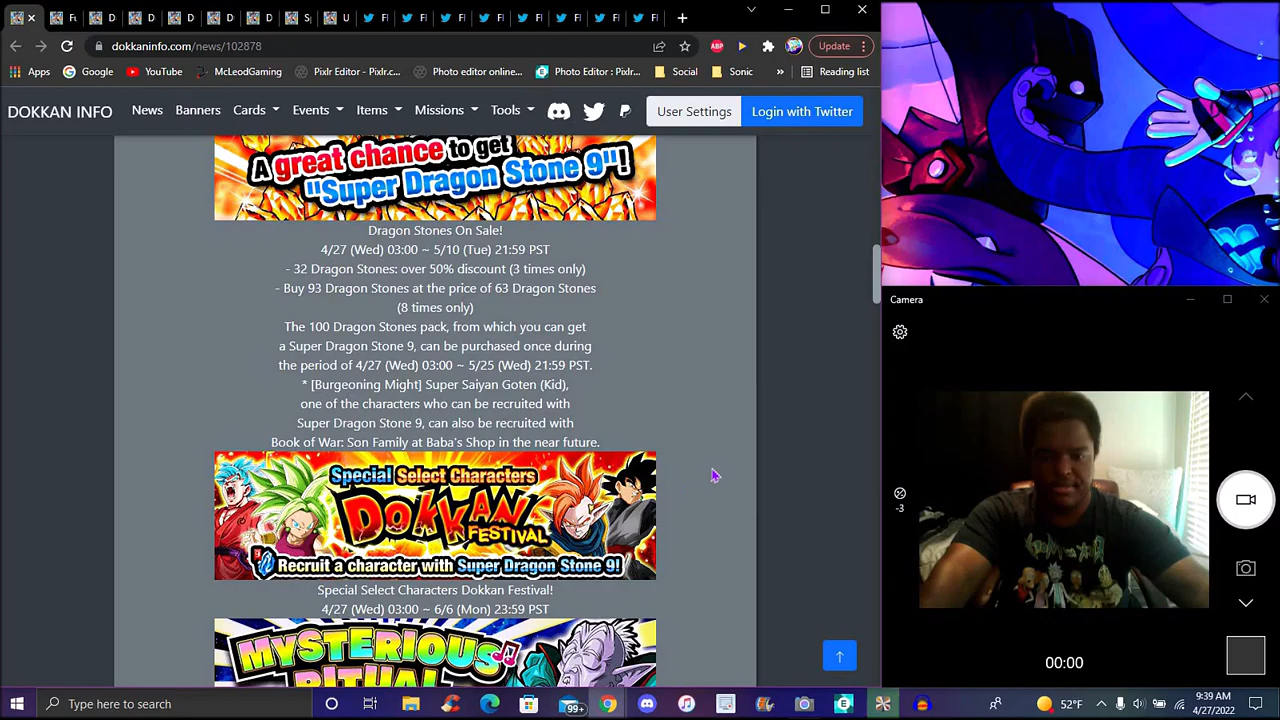 dokkaninfo.com/news/102878
Update
Apps
Google
YouTube
McLeodGaming
Pixlr Editor - Pixlr.c...
Photo editor online...
Photo Editor : Pixlr...
Social
Sonic
»
Reading list
DOKKAN INFO
News
Banners
Cards
Events
Items
Missions
Tools
User Settings
Login with Twitter
A great chance to get
"Super Dragon Stone 9"!
Dragon Stones On Sale!
4/27 (Wed) 03:00 ~ 5/10 (Tue) 21:59 PST
- 32 Dragon Stones: over 50% discount (3 times only)
- Buy 93 Dragon Stones at the price of 63 Dragon Stones
(8 times only)
The 100 Dragon Stones pack, from which you can get
a Super Dragon Stone 9, can be purchased once during
the period of 4/27 (Wed) 03:00 ~ 5/25 (Wed) 21:59 PST.
* [Burgeoning Might] Super Saiyan Goten (Kid),
one of the characters who can be recruited with
Super Dragon Stone 9, can also be recruited with
Book of War: Son Family at Baba's Shop in the near future.
Special Select Characters
DOKKAN
FESTIVAL
Recruit a character with Super Dragon Stone 9!
Special Select Characters Dokkan Festival!
4/27 (Wed) 03:00 ~ 6/6 (Mon) 23:59 PST
MYSTERIOUS
RITUAL
Camera
-3
00:00
Type here to search
99+
52°F
9:39 AM
4/27/2022